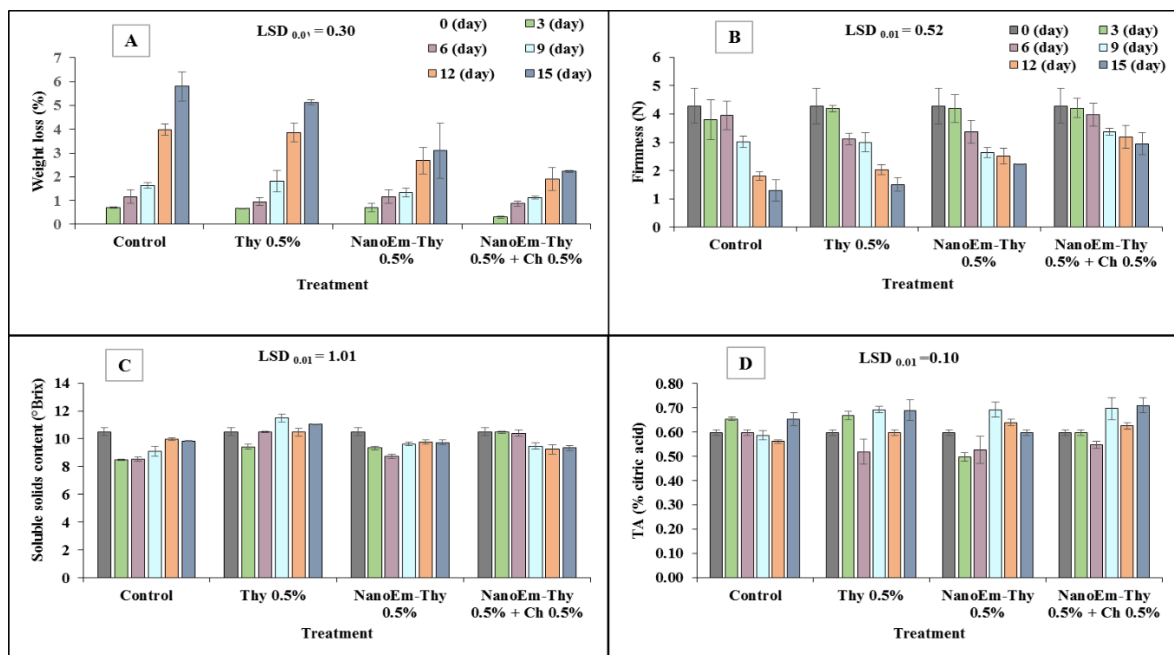 A
LSD 0.01 = 0.30
0 (day)
3 (day)
6 (day)
9 (day)
12 (day)
15 (day)
Weight loss (%)
7
6
5
4
3
2
1
0
Control
Thy 0.5%
NanoEm-Thy
0.5%
NanoEm-Thy
0.5% + Ch 0.5%
Treatment
B
LSD 0.01 = 0.52
0 (day)
3 (day)
6 (day)
9 (day)
12 (day)
15 (day)
Firmness (N)
6
5
4
3
2
1
0
Control
Thy 0.5%
NanoEm-Thy
0.5%
NanoEm-Thy
0.5% + Ch 0.5%
Treatment
C
LSD 0.01 = 1.01
Soluble solids content (°Brix)
14
12
10
8
6
4
2
0
Control
Thy 0.5%
NanoEm-Thy
0.5%
NanoEm-Thy
0.5% + Ch 0.5%
Treatment
D
LSD 0.01 =0.10
TA (% citric acid)
0.80
0.70
0.60
0.50
0.40
0.30
0.20
0.10
0.00
Control
Thy 0.5%
NanoEm-Thy
0.5%
NanoEm-Thy
0.5% + Ch 0.5%
Treatment